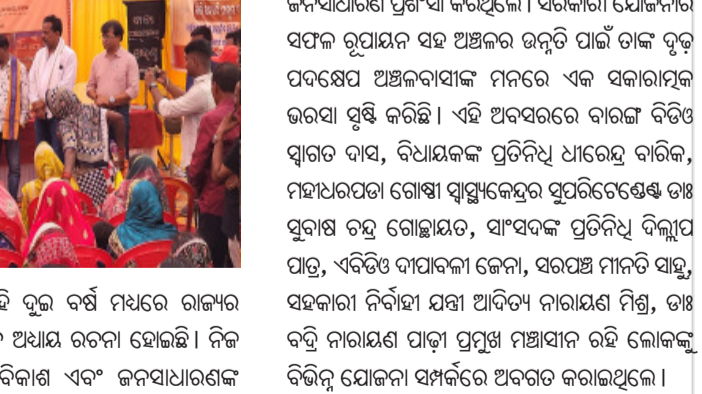 ହି ଦୁଇ ବର୍ଷ ମଧ୍ୟରେ ରାଜ୍ୟର
ଅଧ୍ୟାୟ ରଚନା ହୋଇଛି। ନିଜ
ବିକାଶ ଏବଂ ଜନସାଧାରଣଙ୍କ
ଜନସାଧାରଣ ପ୍ରଶଂସା କରିଥିଲେ। ସରକାରୀ ଯୋଜନାର
ସଫଳ ରୂପାୟନ ସହ ଅଞ୍ଚଳର ଉନ୍ନତି ପାଇଁ ତାଙ୍କ ଦୃଢ଼
ପଦକ୍ଷେପ ଅଞ୍ଚଳବାସୀଙ୍କ ମନରେ ଏକ ସକାରାତ୍ମକ
ଭରସା ସୃଷ୍ଟି କରିଛି। ଏହି ଅବସରରେ ବାରଙ୍ଗ ବିଡିଓ
ସ୍ୱାଗତ ଦାସ, ବିଧାୟକଙ୍କ ପ୍ରତିନିଧି ଧୀରେନ୍ଦ୍ର ବାରିକ,
ମହୀଧରପଡା ଗୋଷ୍ଠୀ ସ୍ୱାସ୍ଥ୍ୟକେନ୍ଦ୍ରର ସୁପରିଟେଣ୍ଡେଣ୍ଟ ଡାଃ
ସୁବାଷ ଚନ୍ଦ୍ର ଗୋଚ୍ଛାୟତ, ସାଂସଦଙ୍କ ପ୍ରତିନିଧି ଦିଲ୍ଲୀପ
ପାତ୍ର, ଏବିଡିଓ ଦୀପାବଳୀ ଜେନା, ସରପଞ୍ଚ ମୀନତି ସାହୁ,
ସହକାରୀ ନିର୍ବାହୀ ଯନ୍ତ୍ରୀ ଆଦିତ୍ୟ ନାରାୟଣ ମିଶ୍ର, ଡାଃ
ବଦ୍ରି ନାରାୟଣ ପାଢ଼ୀ ପ୍ରମୁଖ ମଞ୍ଚାସୀନ ରହି ଲୋକଙ୍କୁ
ବିଭିନ୍ନ ଯୋଜନା ସମ୍ପର୍କରେ ଅବଗତ କରାଇଥିଲେ।